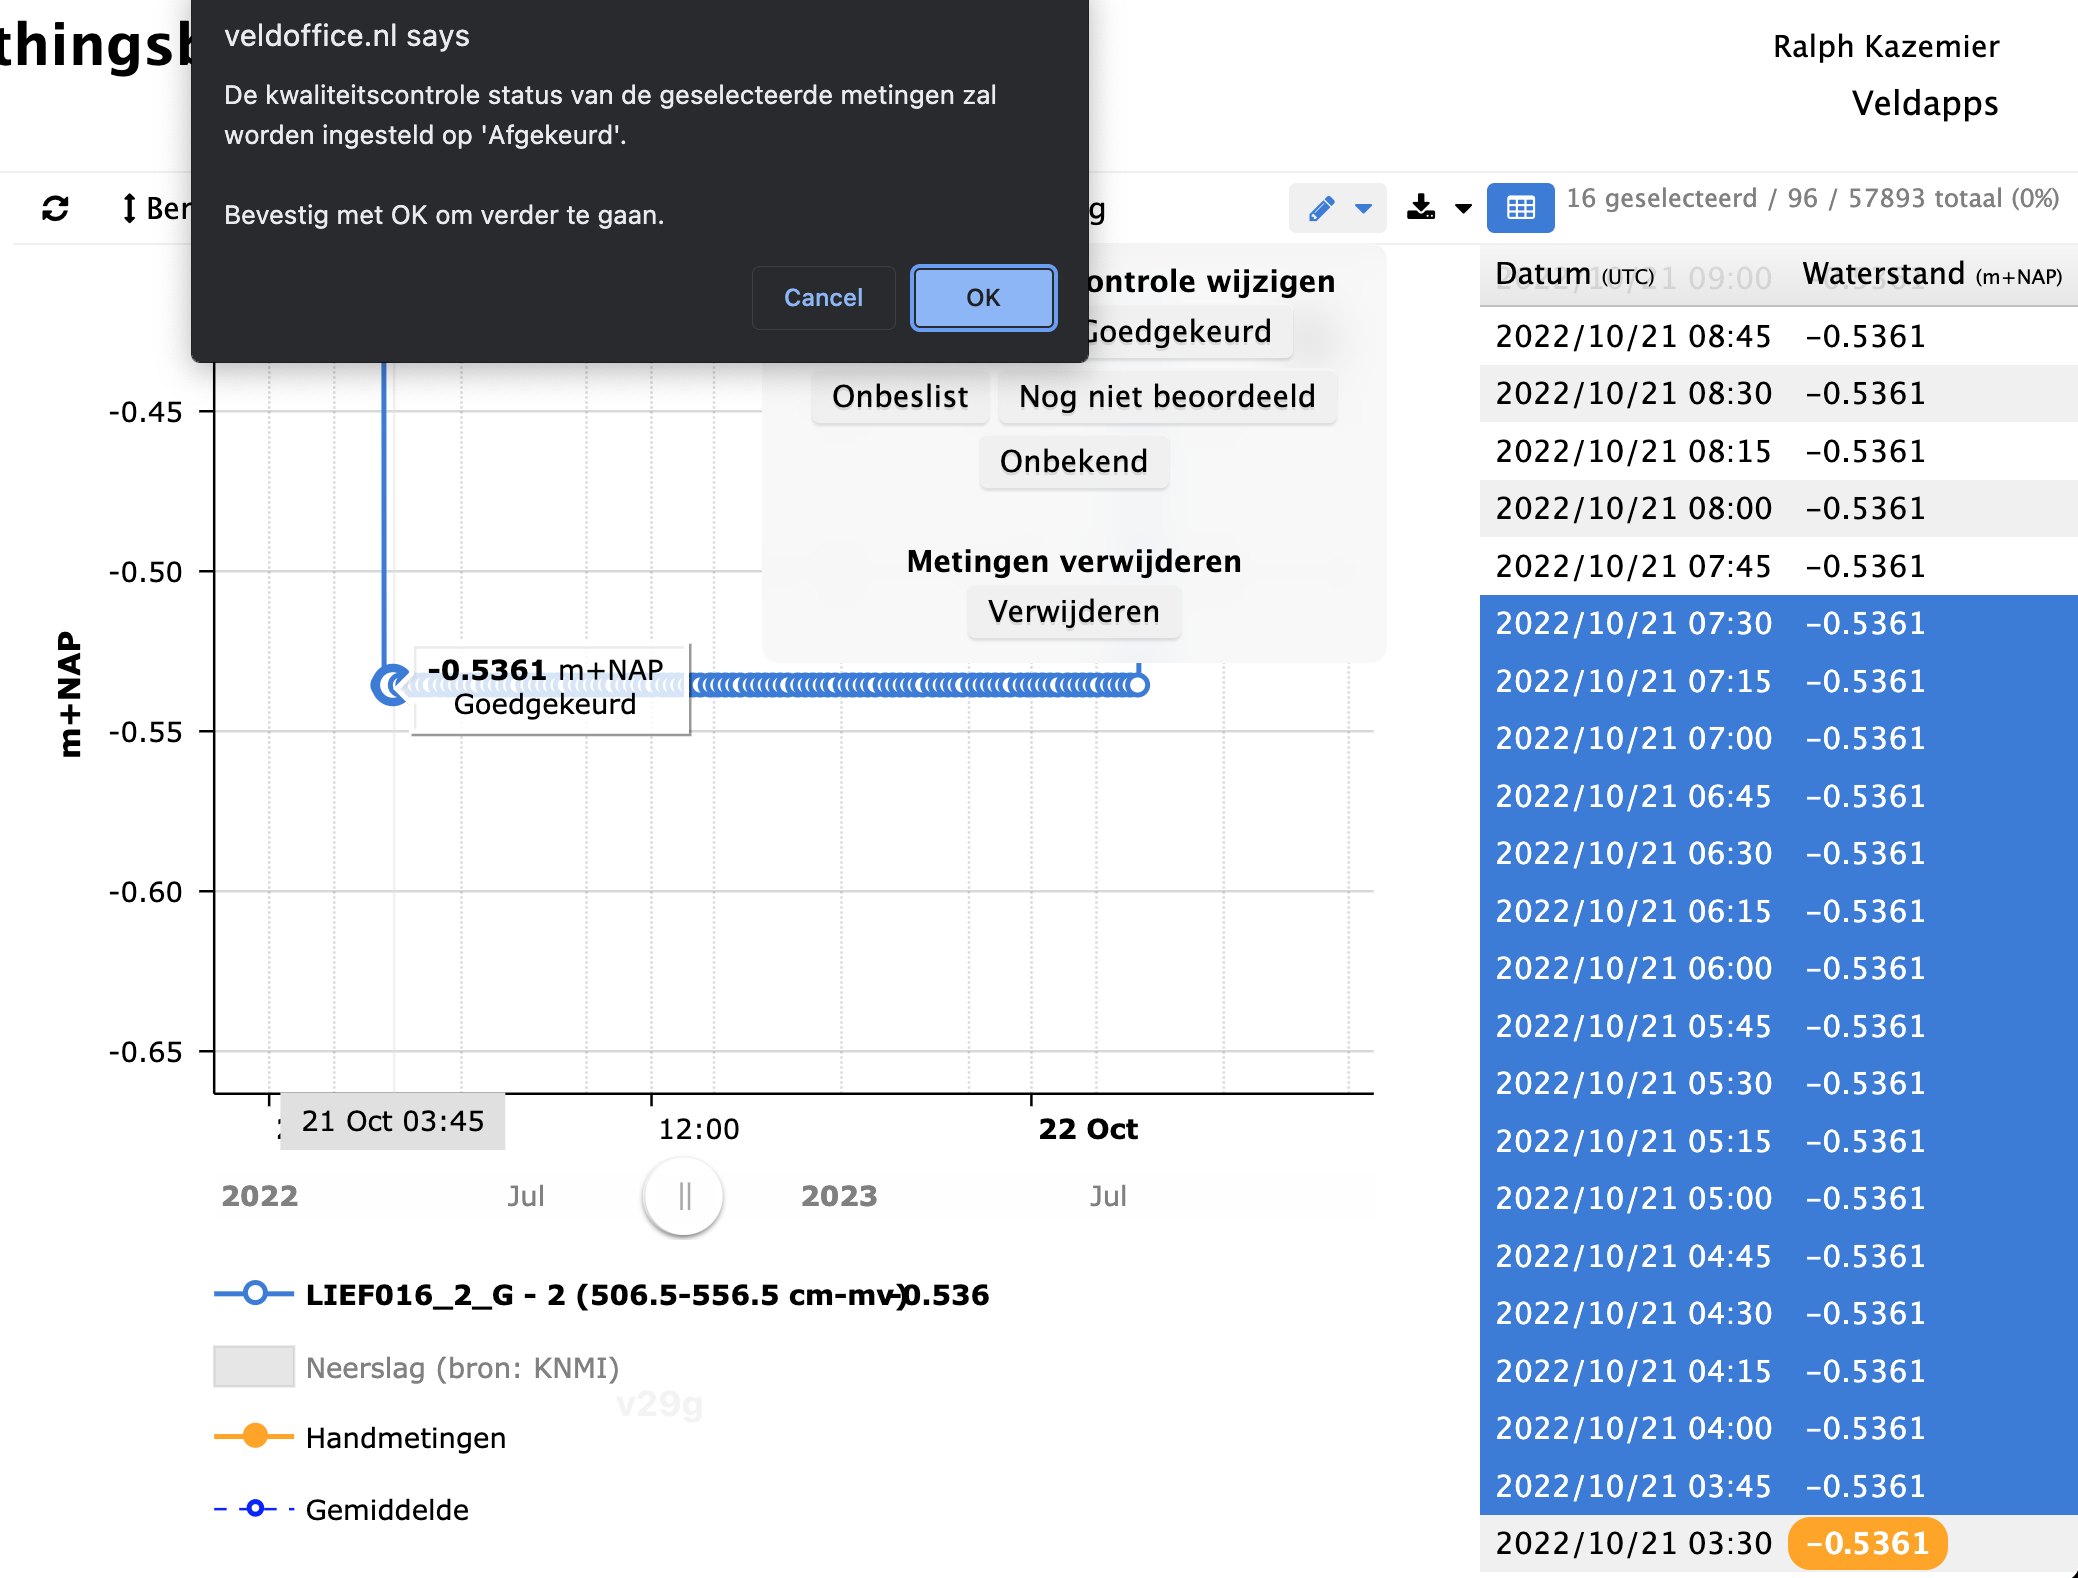 thingsb
veldoffice.nl says
De kwaliteitscontrole status van de geselecteerde metingen zal
worden ingesteld op 'Afgekeurd'.
Bevestig met OK om verder te gaan.
Cancel
OK
Ralph Kazemier
Veldapps
Ber
g
16 geselecteerd / 96 / 57893 totaal (0%)
ontrole wijzigen
Goedgekeurd
Onbeslist
Nog niet beoordeeld
Onbekend
Metingen verwijderen
Verwijderen
m+NAP
-0.45
-0.50
-0.55
-0.60
-0.65
-0.5361 m+NAP
Goedgekeurd
21 Oct 03:45
12:00
22 Oct
2022
Jul
2023
Jul
LIEF016_2_G - 2 (506.5-556.5 cm-mv)
-0.536
Neerslag (bron: KNMI)
v29g
Handmetingen
Gemiddelde
Datum (UTC) Waterstand (m+NAP)
2022/10/21 08:45 -0.5361
2022/10/21 08:30 -0.5361
2022/10/21 08:15 -0.5361
2022/10/21 08:00 -0.5361
2022/10/21 07:45 -0.5361
2022/10/21 07:30 -0.5361
2022/10/21 07:15 -0.5361
2022/10/21 07:00 -0.5361
2022/10/21 06:45 -0.5361
2022/10/21 06:30 -0.5361
2022/10/21 06:15 -0.5361
2022/10/21 06:00 -0.5361
2022/10/21 05:45 -0.5361
2022/10/21 05:30 -0.5361
2022/10/21 05:15 -0.5361
2022/10/21 05:00 -0.5361
2022/10/21 04:45 -0.5361
2022/10/21 04:30 -0.5361
2022/10/21 04:15 -0.5361
2022/10/21 04:00 -0.5361
2022/10/21 03:45 -0.5361
2022/10/21 03:30 -0.5361